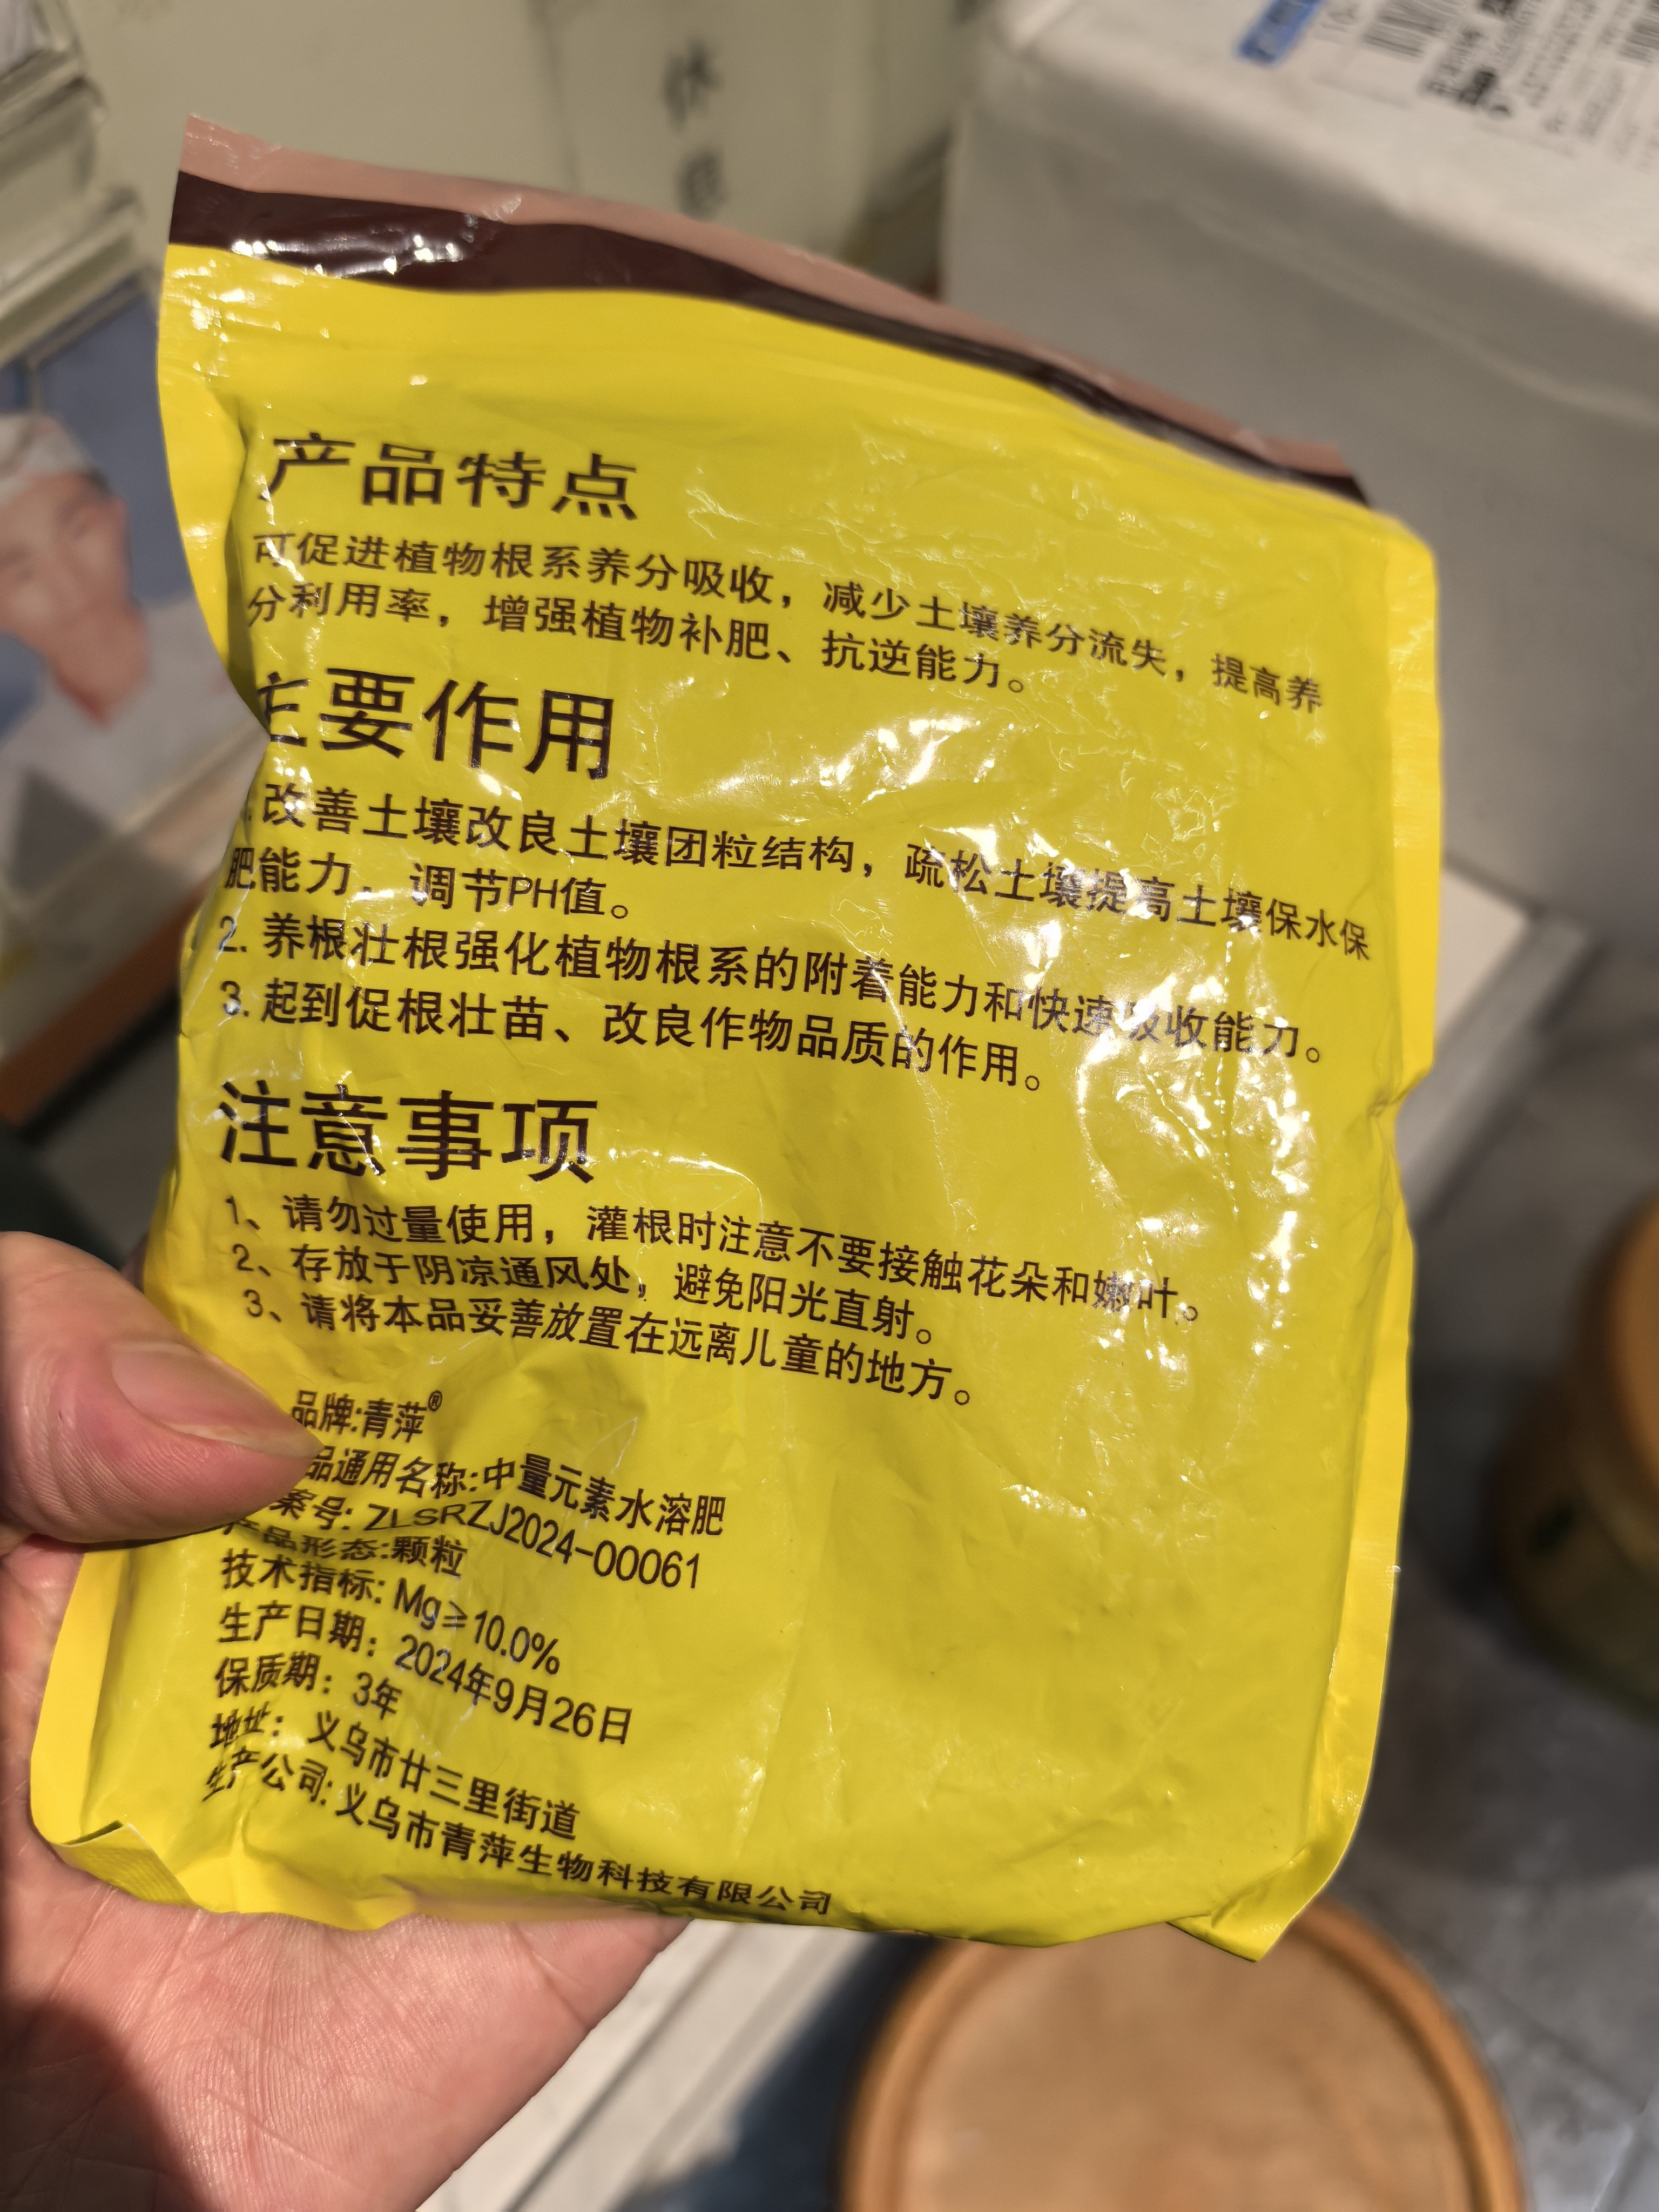 产品特点
可促进植物根系养分吸收，减少土壤养分流失，提高养
分利用率，增强植物补肥、抗逆能力。
主要作用
.改善土壤改良土壤团粒结构，疏松土壤提高土壤保水保
肥能力，调节PH值。
2. 养根壮根强化植物根系的附着能力和快速吸收能力。
3. 起到促根壮苗、改良作物品质的作用。
注意事项
1、请勿过量使用，灌根时注意不要接触花朵和嫩叶。
2、存放于阴凉通风处，避免阳光直射。
3、请将本品妥善放置在远离儿童的地方。
品牌:青萍®
品通用名称:中量元素水溶肥
案号: ZLSRZJ2024-00061
产品形态:颗粒
技术指标: Mg≥10.0%
生产日期: 2024年9月26日
保质期: 3年
地址: 义乌市廿三里街道
生产公司:义乌市青萍生物科技有限公司
休